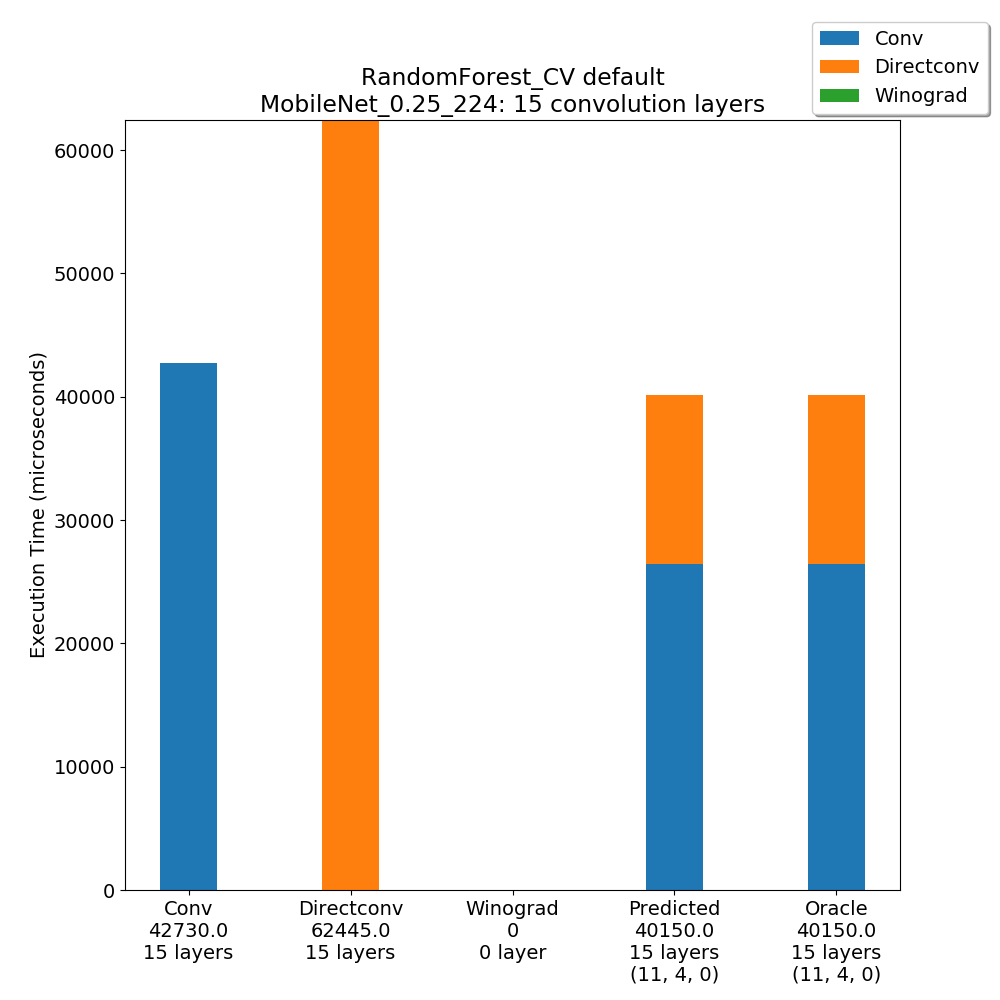 Conv
Directconv
Winograd
RandomForest_CV default
MobileNet_0.25_224: 15 convolution layers
Execution Time (microseconds)
60000
50000
40000
30000
20000
10000
0
Conv
42730.0
15 layers
Directconv
62445.0
15 layers
Winograd
0
0 layer
Predicted
40150.0
15 layers
(11, 4, 0)
Oracle
40150.0
15 layers
(11, 4, 0)